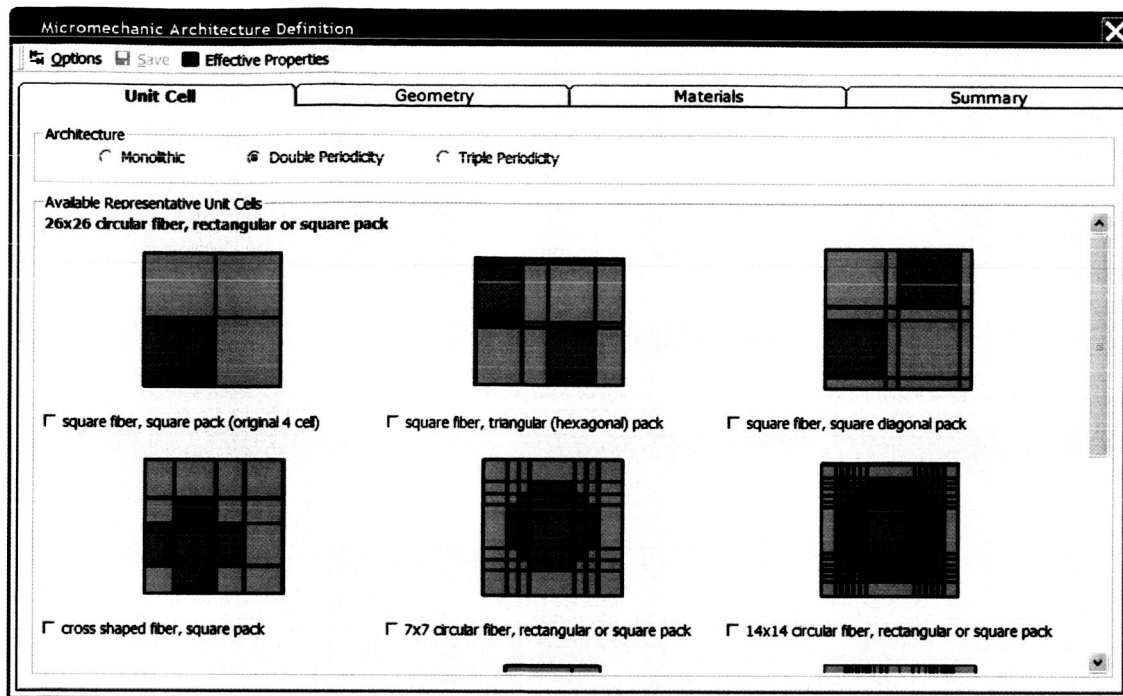 Micromechanic Architecture Definition
Options Save Effective Properties
Unit Cell Geometry Materials Summary
Architecture
Monolithic Double Periodicity Triple Periodicity
Available Representative Unit Cells
26x26 circular fiber, rectangular or square pack
square fiber, square pack (original 4 cell) square fiber, triangular (hexagonal) pack square fiber, square diagonal pack
cross shaped fiber, square pack 7x7 circular fiber, rectangular or square pack 14x14 circular fiber, rectangular or square pack